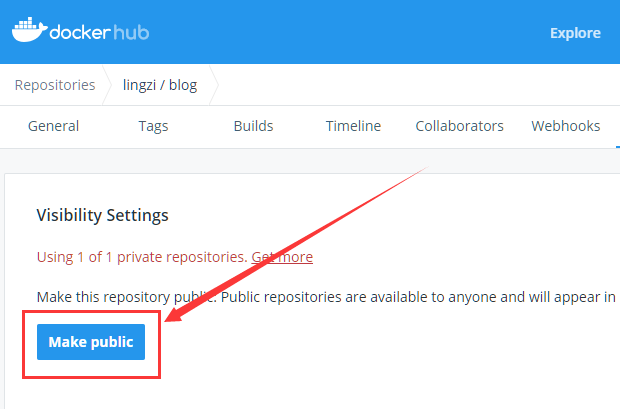 dockerhub
Explore
Repositories
lingzi / blog
General Tags Builds Timeline Collaborators Webhooks
Visibility Settings
Using 1 of 1 private repositories. Get more
Make this repository public. Public repositories are available to anyone and will appear in
Make public